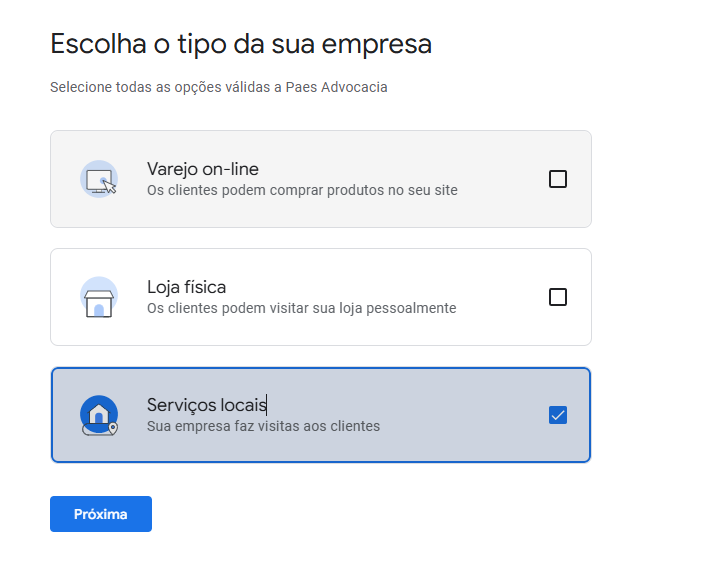 Escolha o tipo da sua empresa
Selecione todas as opções válidas a Paes Advocacia
Varejo on-line
Os clientes podem comprar produtos no seu site
Loja física
Os clientes podem visitar sua loja pessoalmente
Serviços locais
Sua empresa faz visitas aos clientes
Próxima